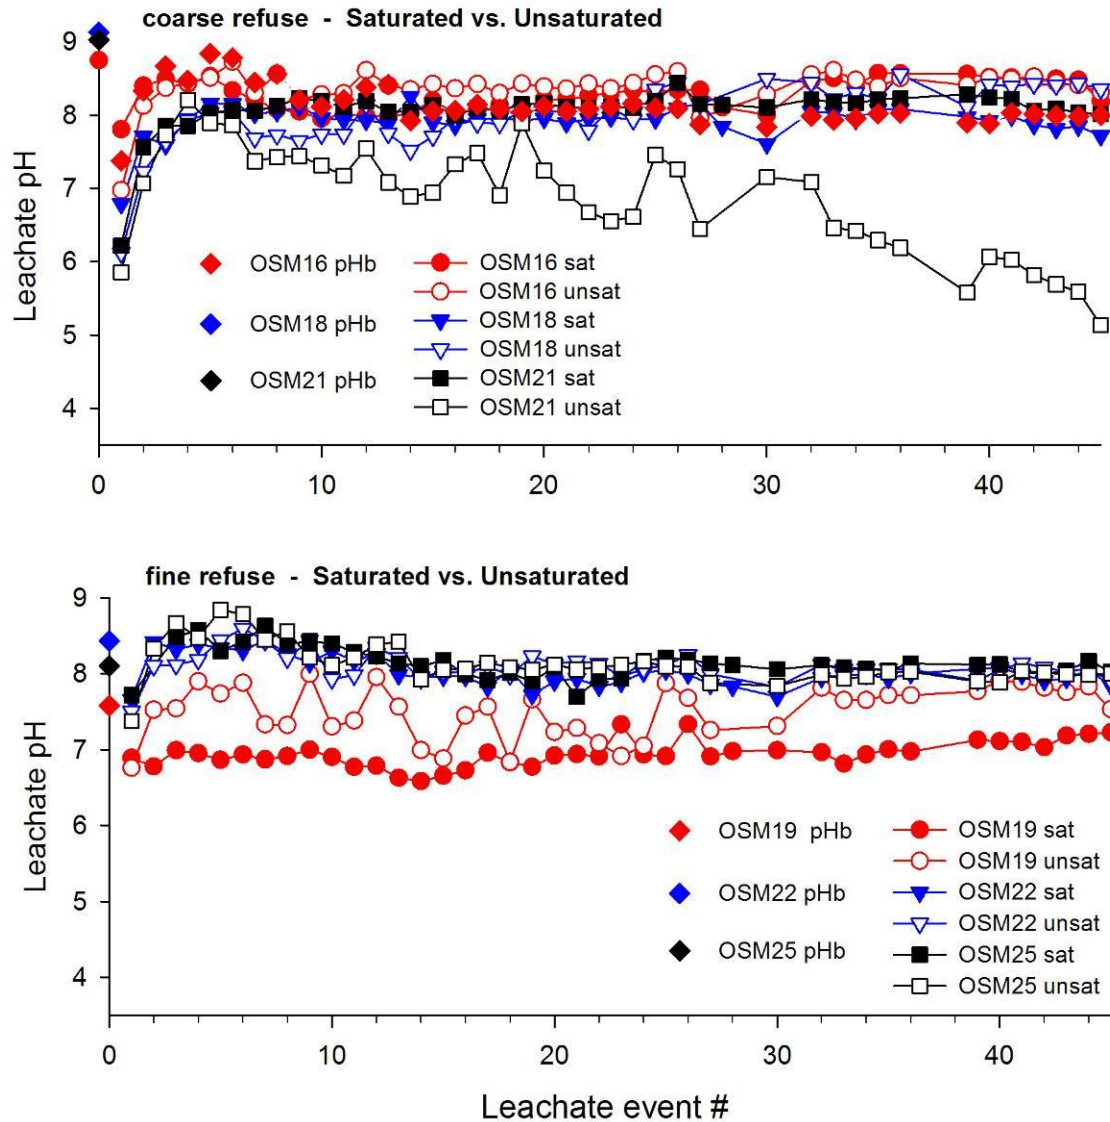 coarse refuse - Saturated vs. Unsaturated
9
8
7
6
5
4
Leachate pH
OSM16 pHb
OSM18 pHb
OSM21 pHb
OSM16 sat
OSM16 unsat
OSM18 sat
OSM18 unsat
OSM21 sat
OSM21 unsat
0 10 20 30 40
fine refuse - Saturated vs. Unsaturated
9
8
7
6
5
4
Leachate pH
OSM19 pHb
OSM22 pHb
OSM25 pHb
OSM19 sat
OSM19 unsat
OSM22 sat
OSM22 unsat
OSM25 sat
OSM25 unsat
0 10 20 30 40
Leachate event #